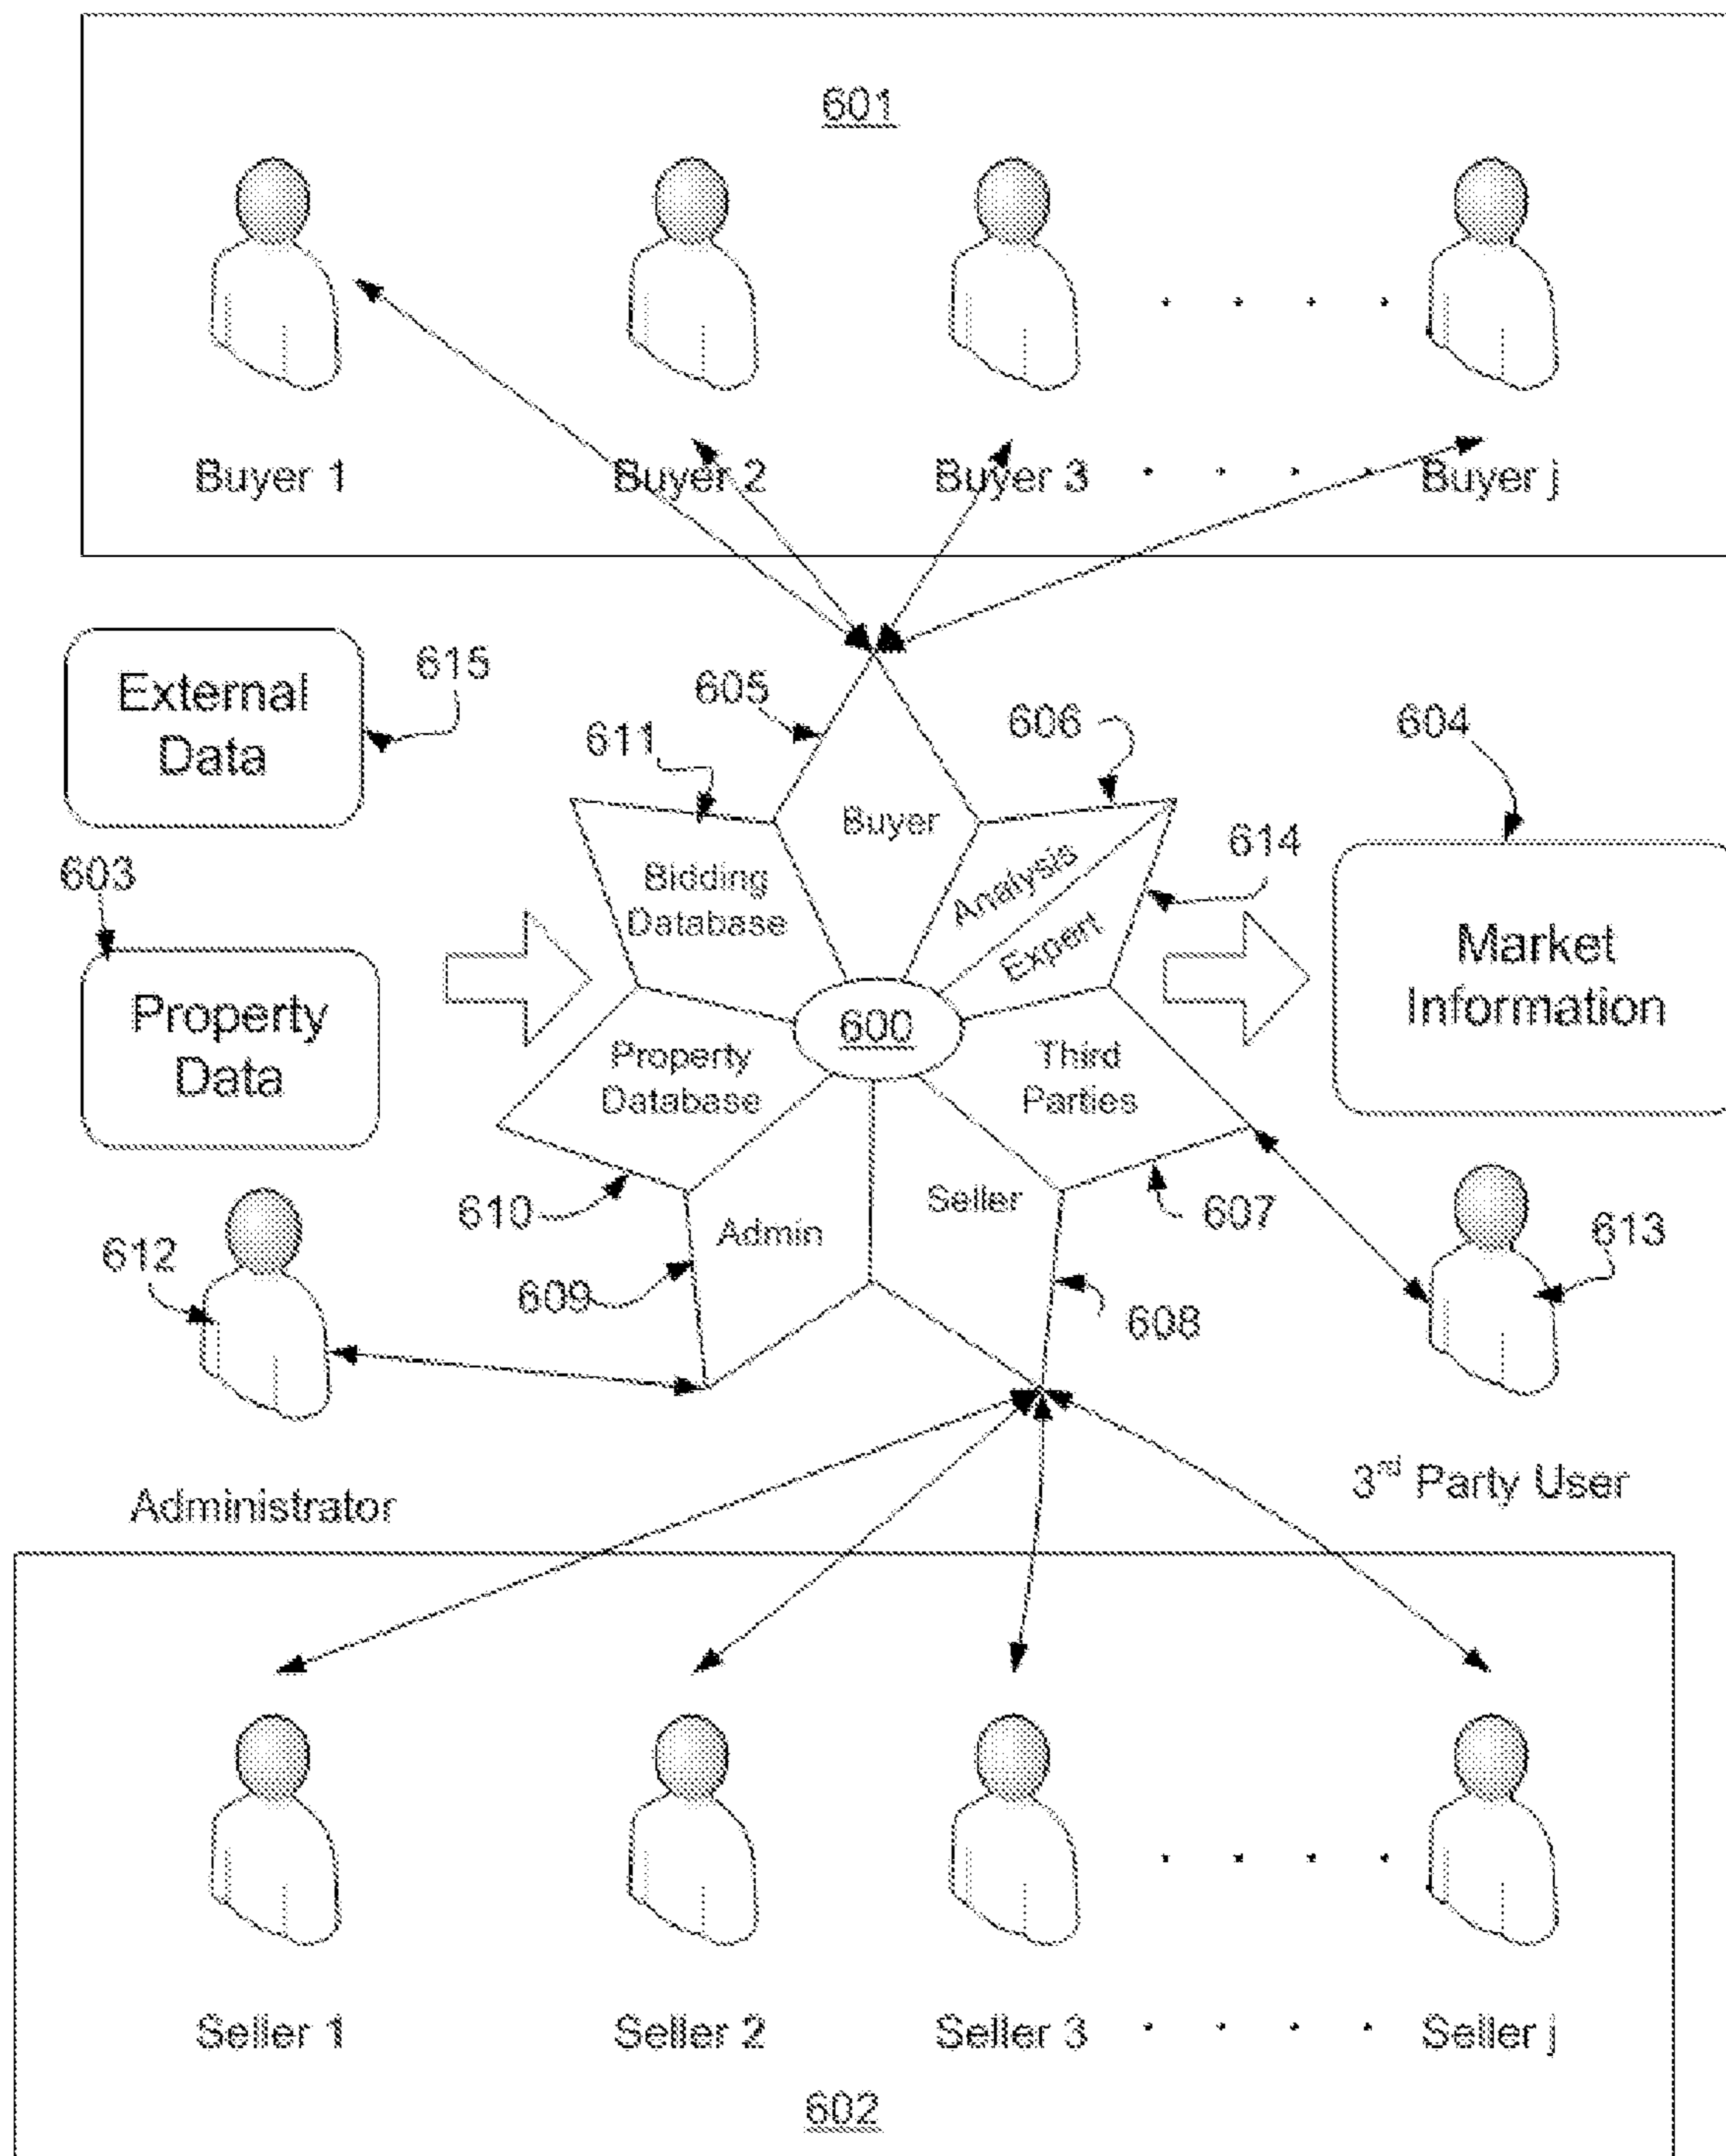 601
Buyer 1
Buyer 2
Buyer 3
Buyer j
External
Data
615
605
611
606
604
Buyer
614
603
Bidding
Database
Analysis
Expert
Market
Information
Property
Data
600
Property
Database
Third
Parties
610
Seller
607
612
Admin
613
609
608
Administrator
3rd Party User
Seller 1
Seller 2
Seller 3
Seller j
602